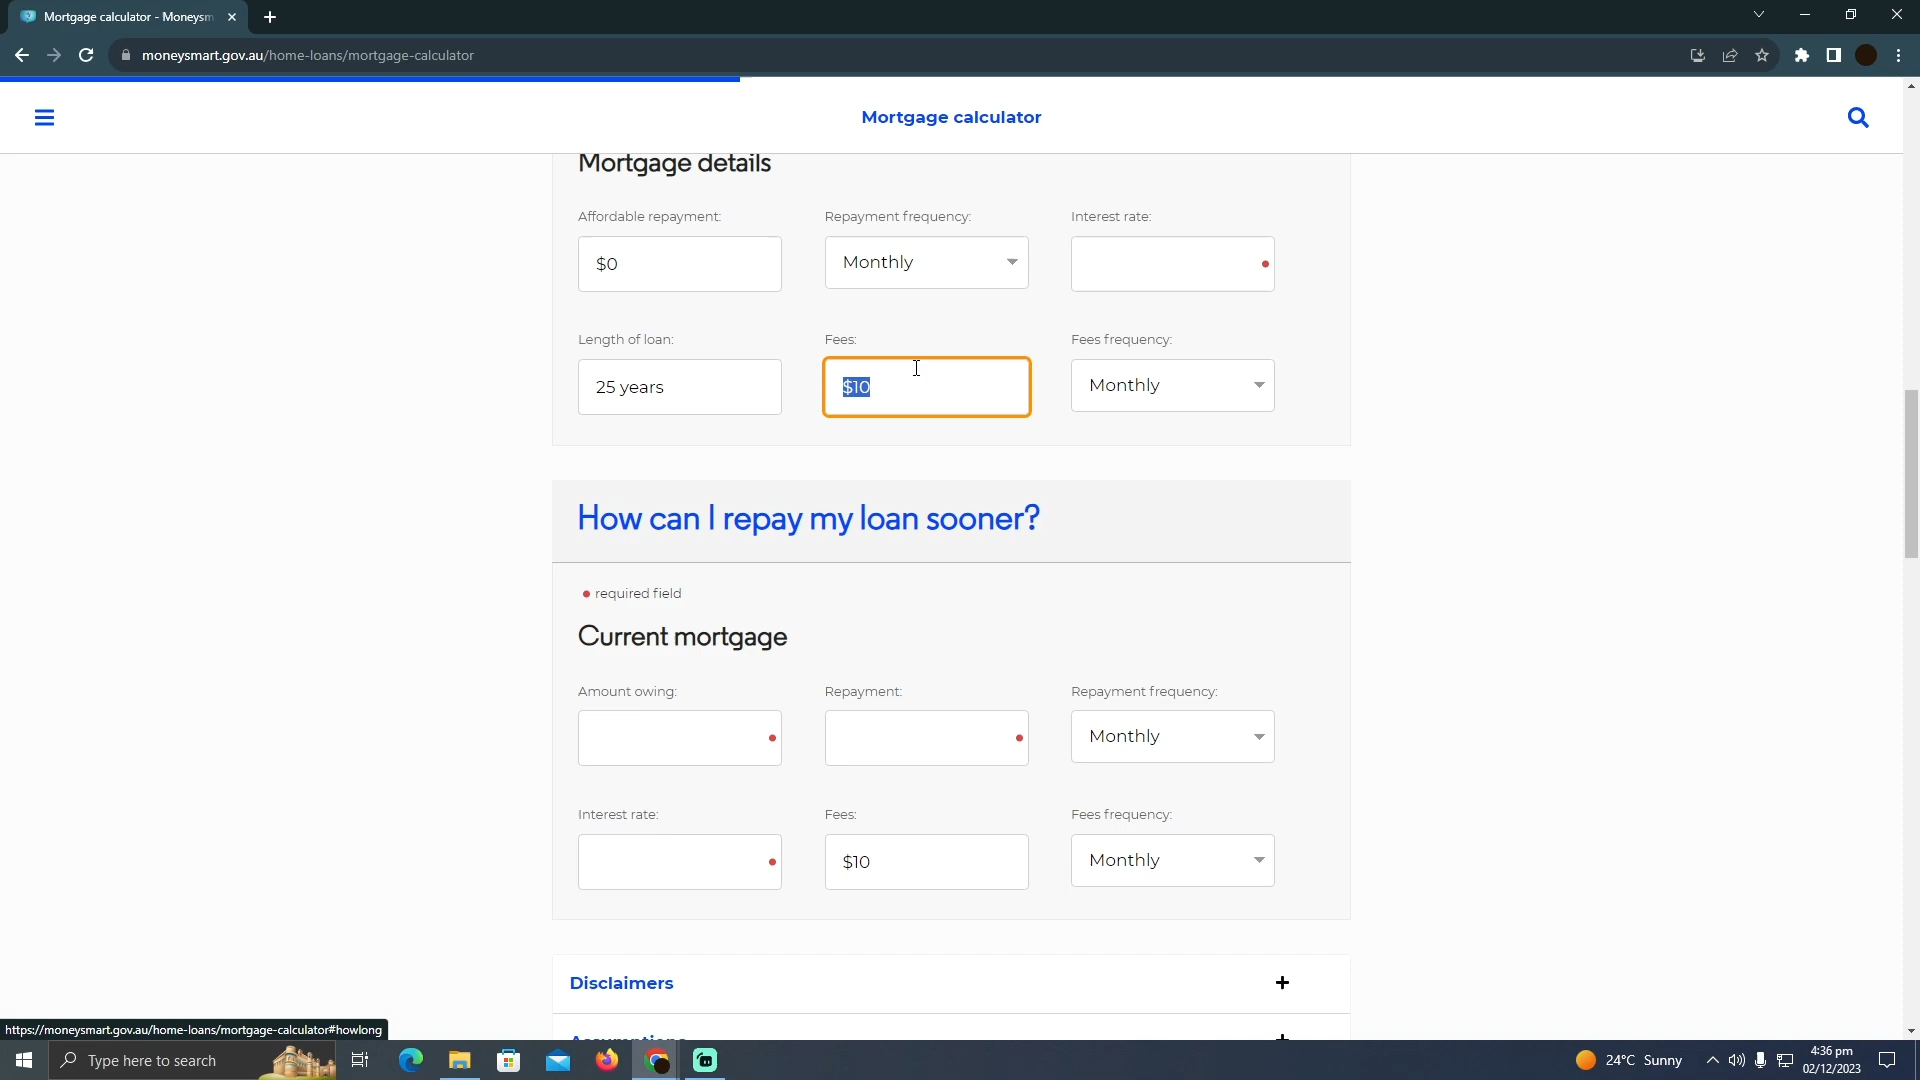 Mortgage calculator - Moneysm
moneysmart.gov.au/home-loans/mortgage-calculator
Mortgage calculator
Mortgage details
Affordable repayment: Repayment frequency: Interest rate:
$0 Monthly
Length of loan: Fees: Fees frequency:
25 years $10 Monthly
How can I repay my loan sooner?
required field
Current mortgage
Amount owing: Repayment: Repayment frequency:
Monthly
Interest rate: Fees: Fees frequency:
$10 Monthly
Disclaimers
Assumptions
https://moneysmart.gov.au/home-loans/mortgage-calculator#howlong
Type here to search
24°C Sunny
4:36 pm
02/12/2023